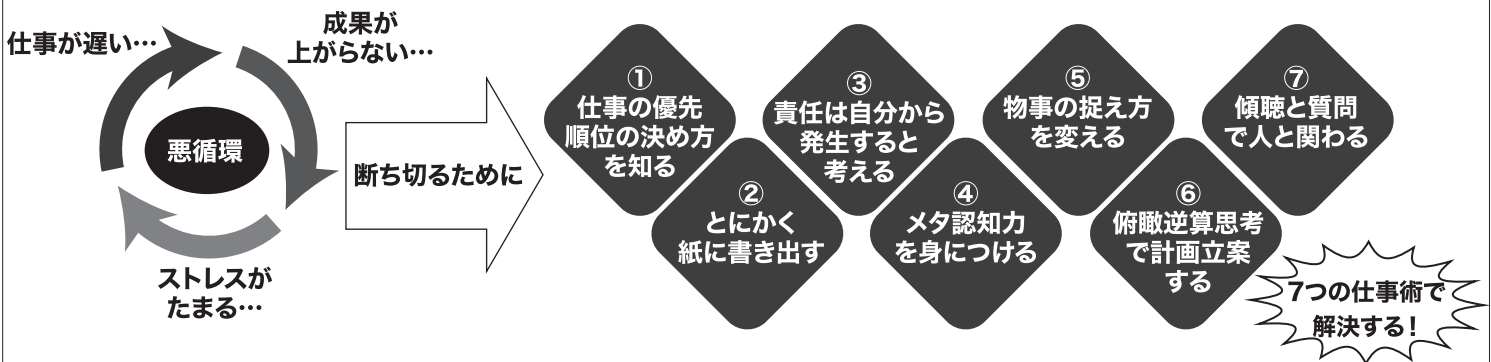 仕事が遅い…
成果が
上がらない…
悪循環
ストレスが
たまる…
断ち切るために
①
仕事の優先
順位の決め方
を知る
②
とにかく
紙に書き出す
③
責任は自分から
発生すると
考える
④
メタ認知力
を身につける
⑤
物事の捉え方
を変える
⑥
俯瞰逆算思考
で計画立案
する
⑦
傾聴と質問
で人と関わる
7つの仕事術で
解決する!